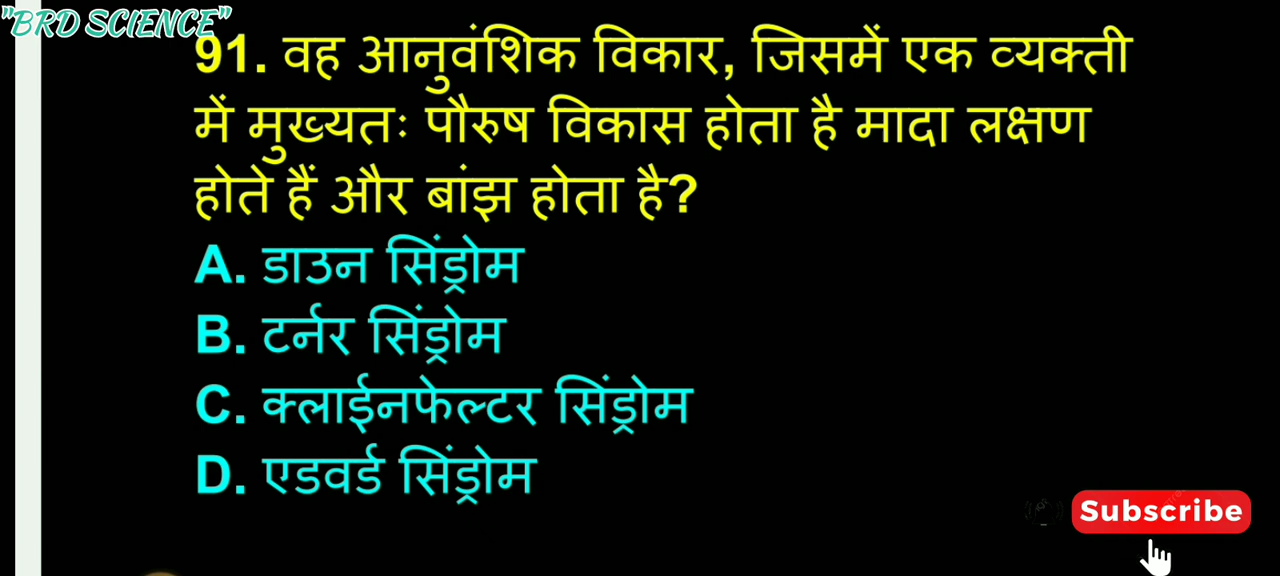 "BRD SCIENCE"
91. वह आनुवंशिक विकार, जिसमें एक व्यक्ती
में मुख्यतः पौरुष विकास होता है मादा लक्षण
होते हैं और बांझ होता है?
A. डाउन सिंड्रोम
B. टर्नर सिंड्रोम
C. क्लाईनफेल्टर सिंड्रोम
D. एडवर्ड सिंड्रोम
Subscribe